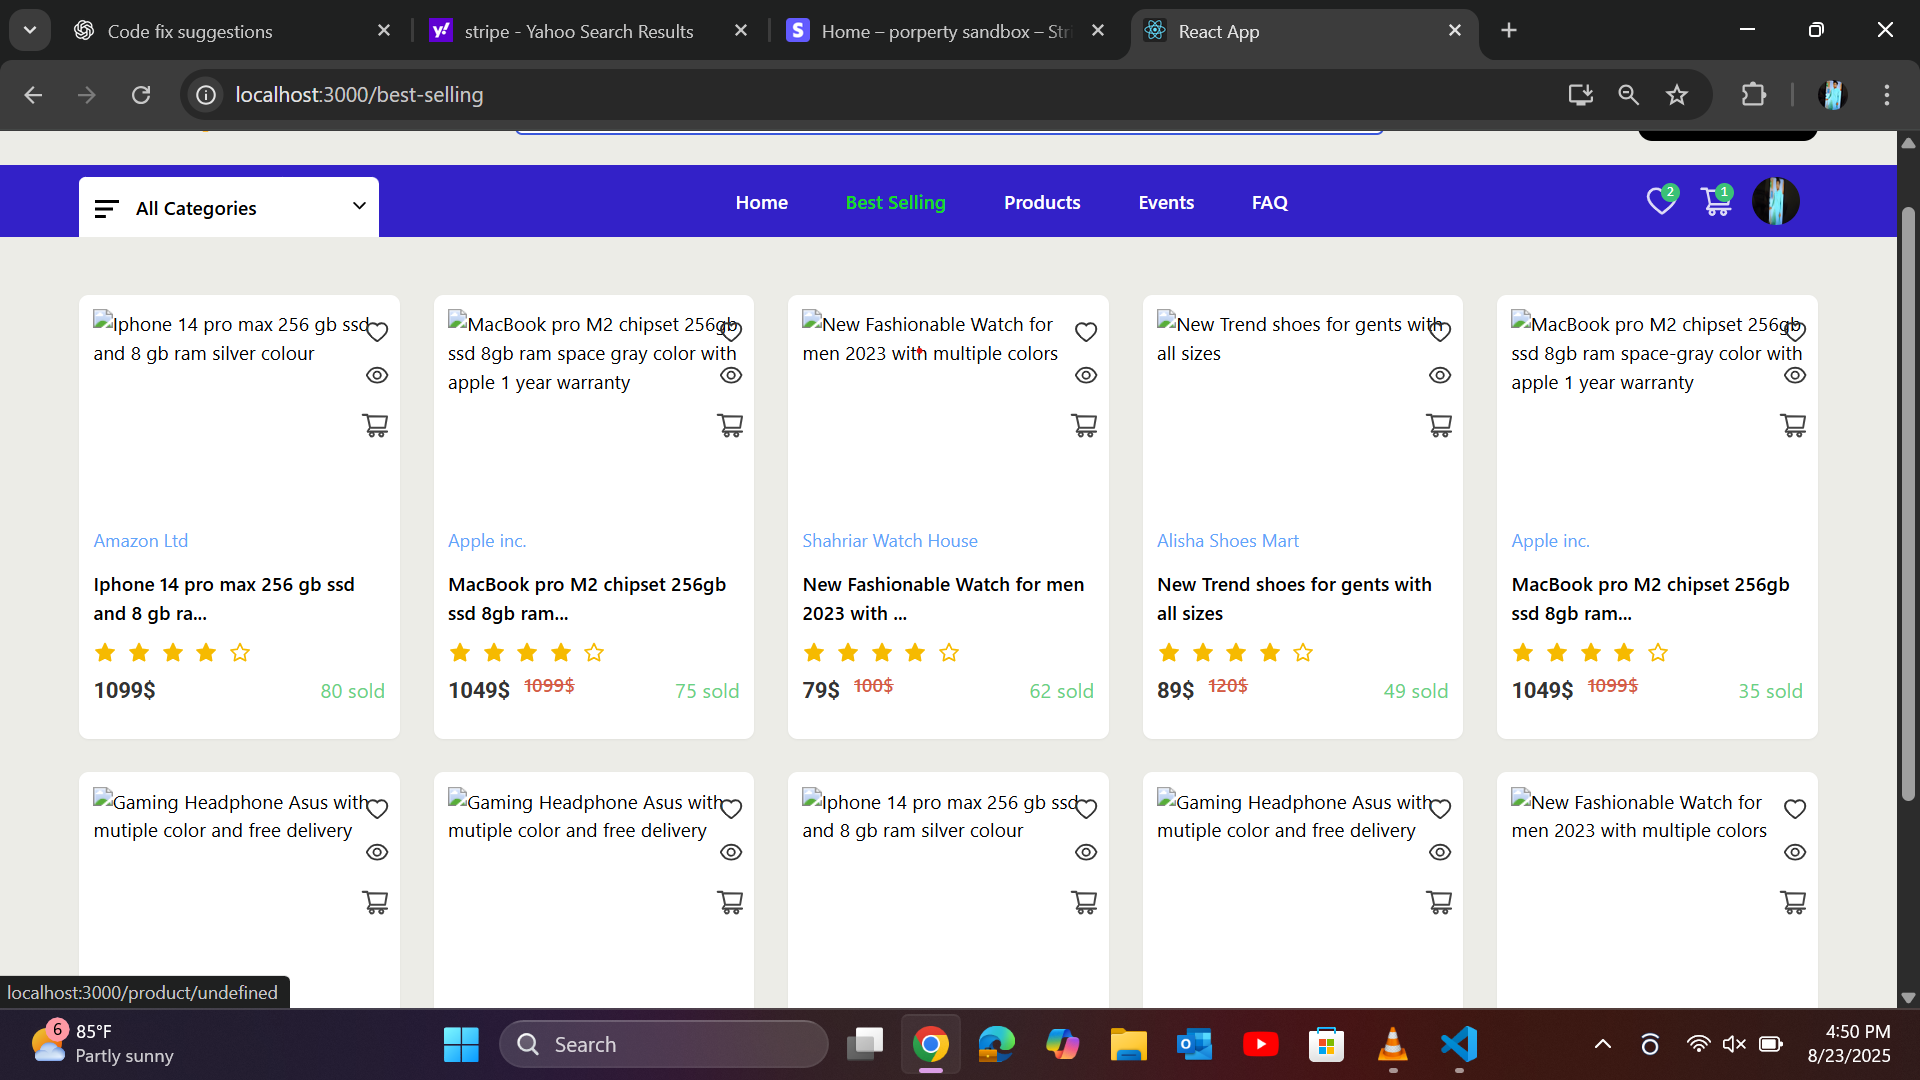 Code fix suggestions
stripe - Yahoo Search Results
Home – porperty sandbox – Stri
React App
localhost:3000/best-selling
All Categories
Home
Best Selling
Products
Events
FAQ
2
1
Iphone 14 pro max 256 gb ssd
and 8 gb ram silver colour
MacBook pro M2 chipset 256gb
ssd 8gb ram space gray color with
apple 1 year warranty
New Fashionable Watch for
men 2023 with multiple colors
New Trend shoes for gents with
all sizes
MacBook pro M2 chipset 256gb
ssd 8gb ram space-gray color with
apple 1 year warranty
Amazon Ltd
Apple inc.
Shahriar Watch House
Alisha Shoes Mart
Apple inc.
Iphone 14 pro max 256 gb ssd
and 8 gb ra...
MacBook pro M2 chipset 256gb
ssd 8gb ram...
New Fashionable Watch for men
2023 with ...
New Trend shoes for gents with
all sizes
MacBook pro M2 chipset 256gb
ssd 8gb ram...
1099$
80 sold
1049$ 1099$
75 sold
79$ 100$
62 sold
89$ 120$
49 sold
1049$ 1099$
35 sold
Gaming Headphone Asus with
mutiple color and free delivery
Gaming Headphone Asus with
mutiple color and free delivery
Iphone 14 pro max 256 gb ssd
and 8 gb ram silver colour
Gaming Headphone Asus with
mutiple color and free delivery
New Fashionable Watch for
men 2023 with multiple colors
localhost:3000/product/undefined
6
85°F
Partly sunny
Search
4:50 PM
8/23/2025